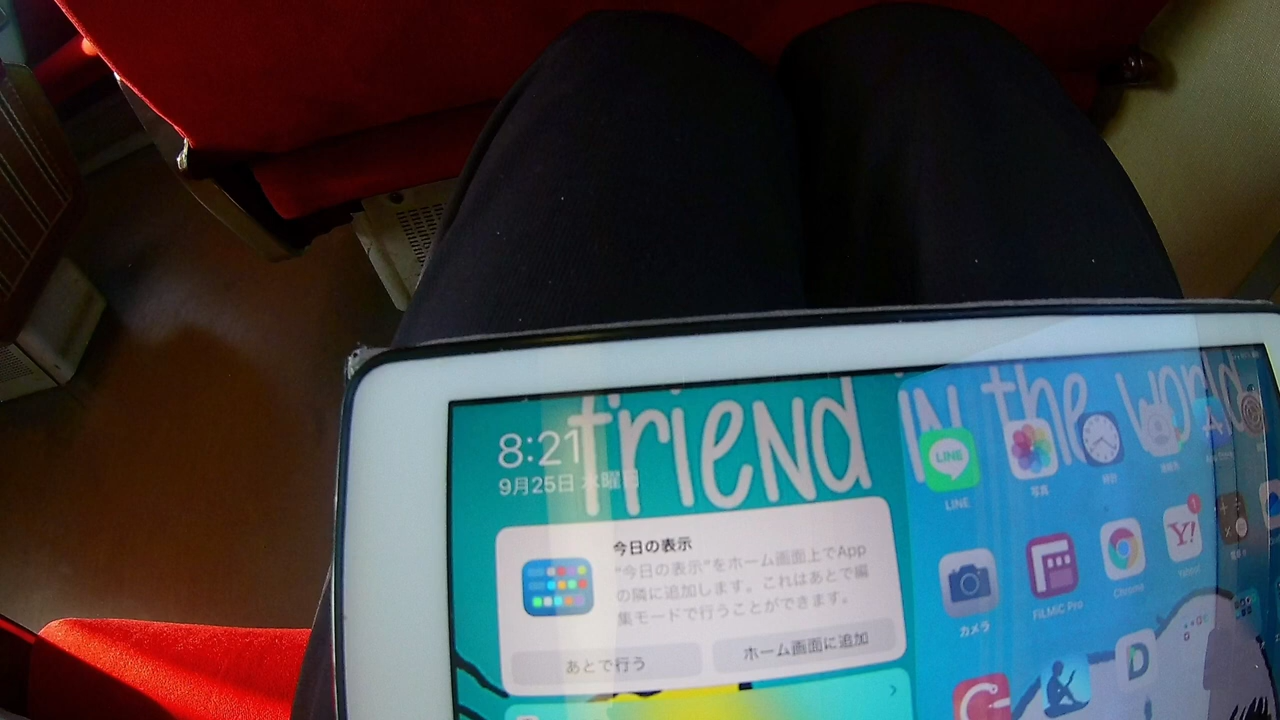 friend in the world
8:21
9月25日 水曜日
今日の表示
“今日の表示”をホーム画面上でApp
の隣に追加します。これはあとで編
集モードで行うことができます。
あとで行う
ホーム画面に追加
LINE
LINE
写真
時計
カメラ
FiLMiC Pro
Chrome
Y!
1
Yahoo!